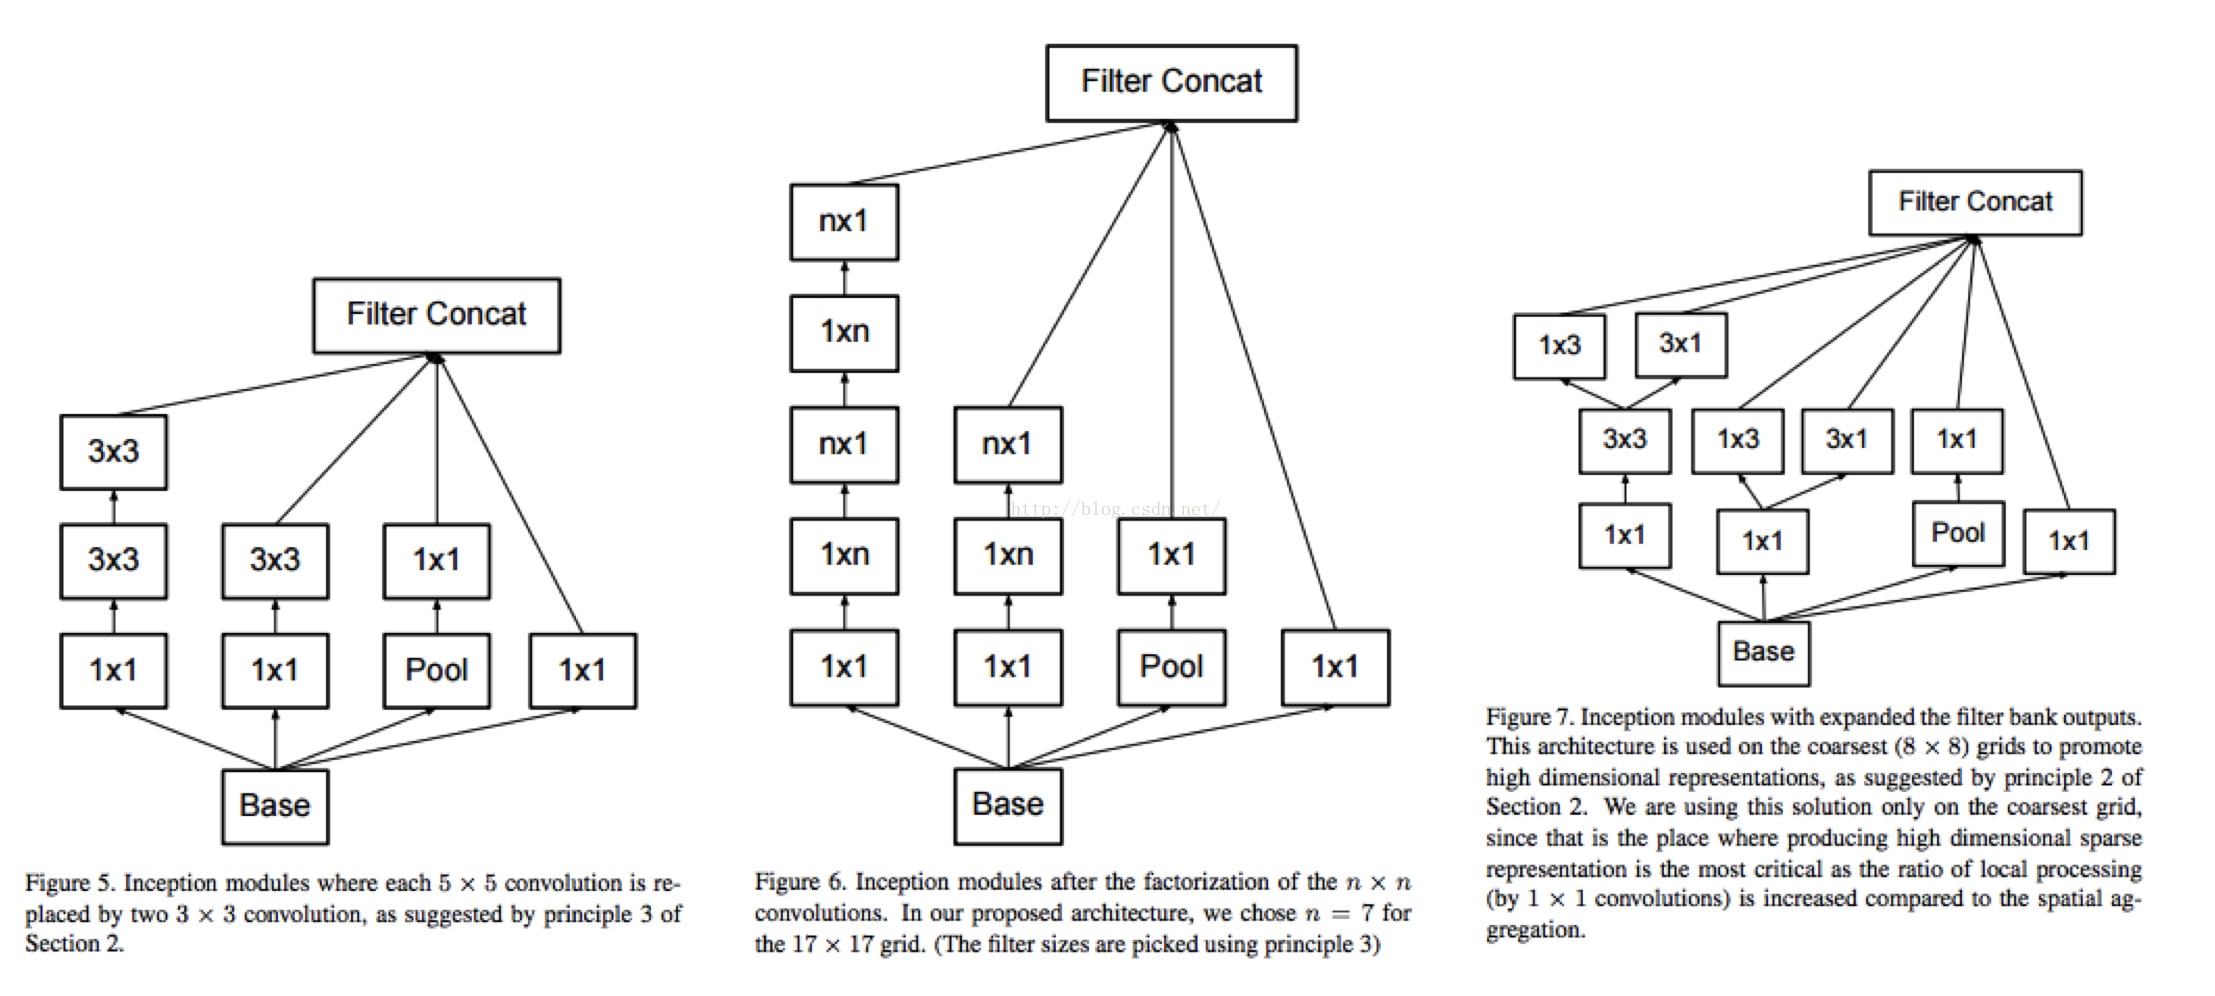 Filter Concat
3x3
3x3
3x3
1x1
1x1
1x1
Pool
1x1
Base
Figure 5. Inception modules where each 5 × 5 convolution is re-
placed by two 3 × 3 convolution, as suggested by principle 3 of
Section 2.
Filter Concat
nx1
1xn
nx1
nx1
http://blog.csdn.net/
1xn
1xn
1x1
1x1
1x1
Pool
1x1
Base
Figure 6. Inception modules after the factorization of the n × n
convolutions. In our proposed architecture, we chose n = 7 for
the 17 × 17 grid. (The filter sizes are picked using principle 3)
Filter Concat
1x3
3x1
3x3
1x3
3x1
1x1
1x1
1x1
Pool
1x1
Base
Figure 7. Inception modules with expanded the filter bank outputs.
This architecture is used on the coarsest (8 × 8) grids to promote
high dimensional representations, as suggested by principle 2 of
Section 2. We are using this solution only on the coarsest grid,
since that is the place where producing high dimensional sparse
representation is the most critical as the ratio of local processing
(by 1 × 1 convolutions) is increased compared to the spatial ag-
gregation.